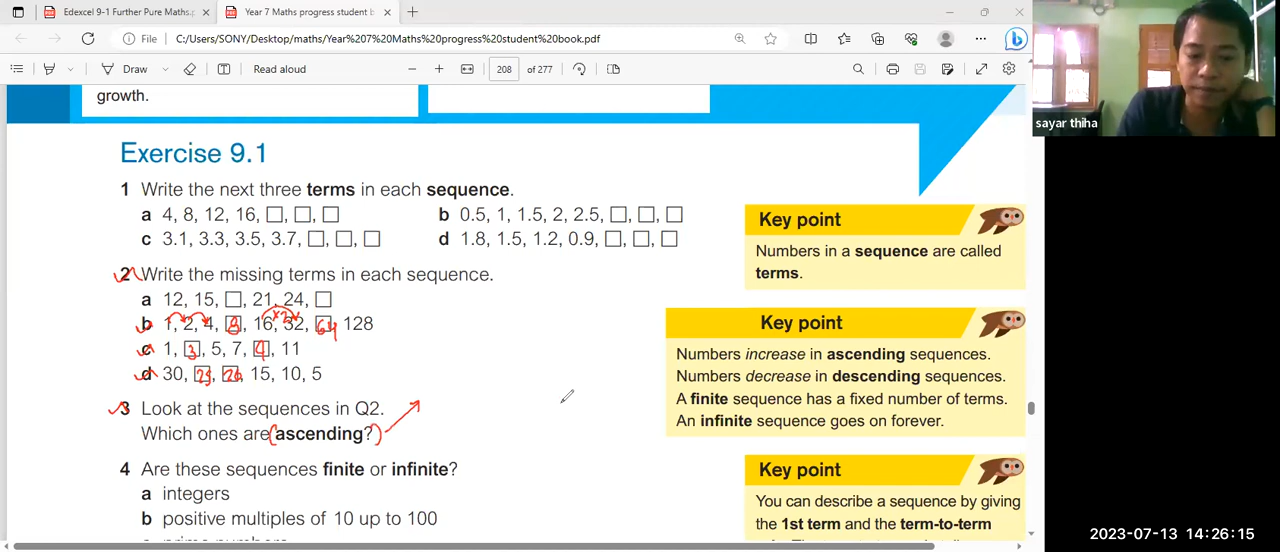 Edexcel 9-1 Further Pure Maths.p
Year 7 Maths progress student b
File
C:/Users/SONY/Desktop/maths/Year%207%20Maths%20progress%20student%20book.pdf
Draw
Read aloud
208 of 277
sayar thiha
growth.
Exercise 9.1
1 Write the next three terms in each sequence.
a 4, 8, 12, 16, □, □, □
b 0.5, 1, 1.5, 2, 2.5, □, □, □
c 3.1, 3.3, 3.5, 3.7, □, □, □
d 1.8, 1.5, 1.2, 0.9, □, □, □
2 Write the missing terms in each sequence.
a 12, 15, □, 21, 24, □
b 1, 2, 4, 8, 16, 32, 64, 128
×2
c 1, 3, 5, 7, 11
d 30, 25, 20, 15, 10, 5
3 Look at the sequences in Q2.
Which ones are (ascending?)
4 Are these sequences finite or infinite?
a integers
b positive multiples of 10 up to 100
Key point
Numbers in a sequence are called
terms.
Key point
Numbers increase in ascending sequences.
Numbers decrease in descending sequences.
A finite sequence has a fixed number of terms.
An infinite sequence goes on forever.
Key point
You can describe a sequence by giving
the 1st term and the term-to-term
2023-07-13 14:26:15